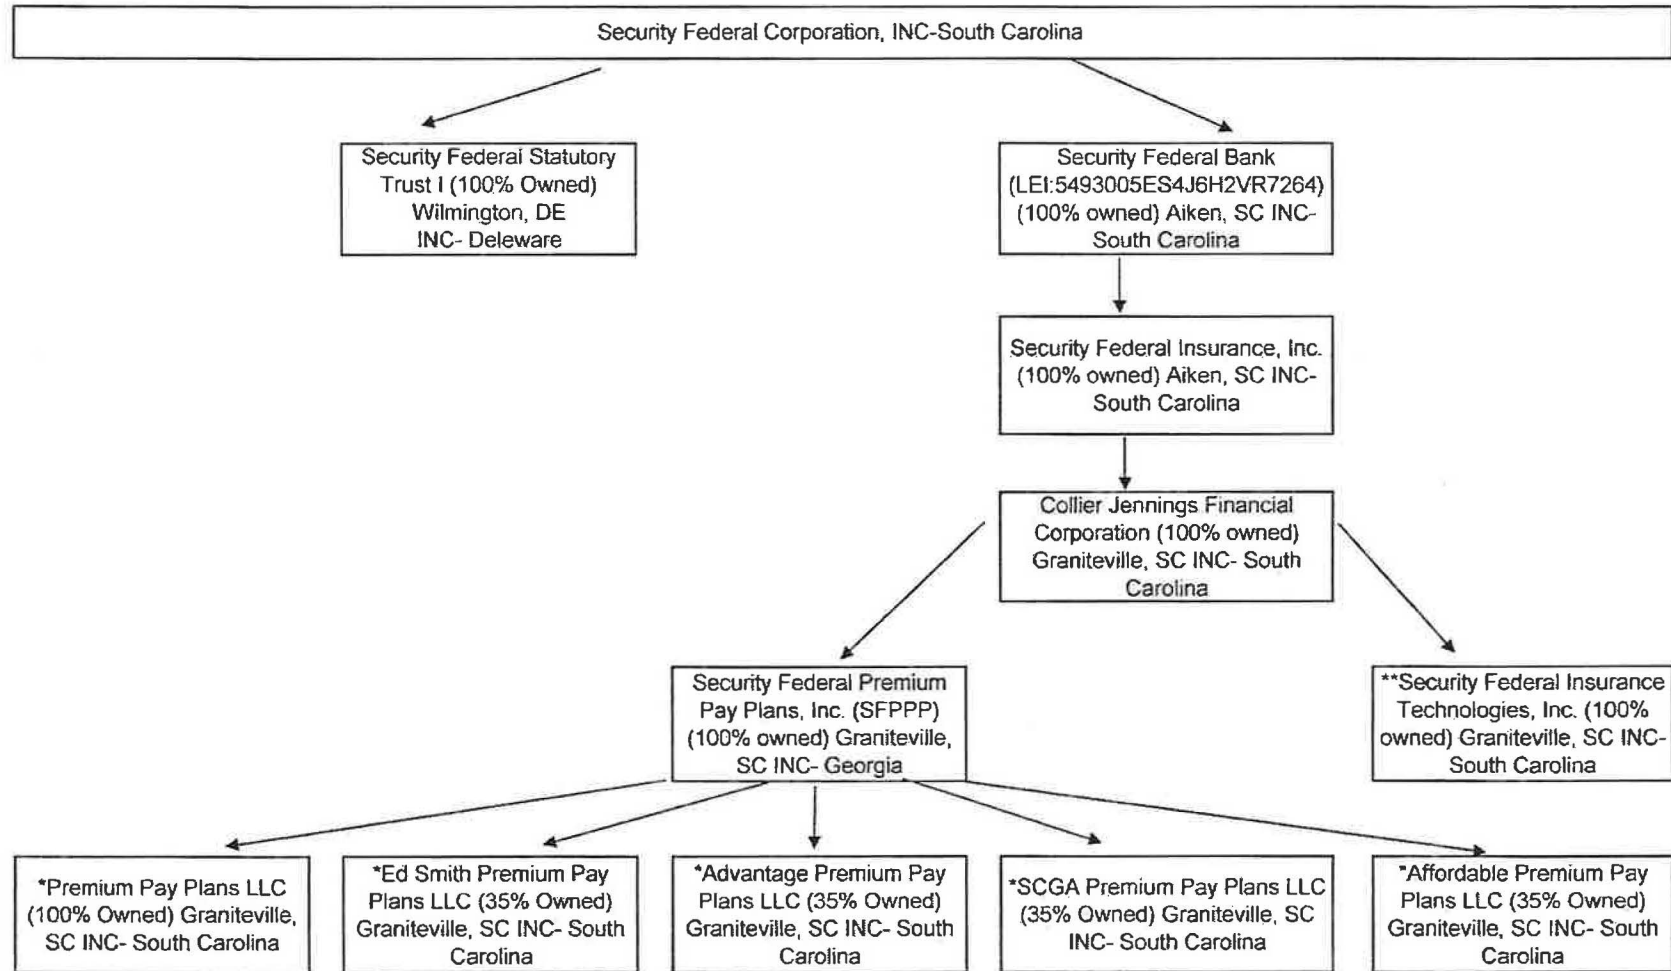 Security Federal Corporation, INC-South Carolina
Security Federal Statutory
Trust I (100% Owned)
Wilmington, DE
INC- Deleware
Security Federal Bank
(LEI:5493005ES4J6H2VR7264)
(100% owned) Aiken, SC INC-
South Carolina
Security Federal Insurance, Inc.
(100% owned) Aiken, SC INC-
South Carolina
Collier Jennings Financial
Corporation (100% owned)
Graniteville, SC INC- South
Carolina
Security Federal Premium
Pay Plans, Inc. (SFPPP)
(100% owned) Graniteville,
SC INC- Georgia
**Security Federal Insurance
Technologies, Inc. (100%
owned) Graniteville, SC INC-
South Carolina
*Premium Pay Plans LLC
(100% Owned) Graniteville,
SC INC- South Carolina
*Ed Smith Premium Pay
Plans LLC (35% Owned)
Graniteville, SC INC- South
Carolina
*Advantage Premium Pay
Plans LLC (35% Owned)
Graniteville, SC INC- South
Carolina
*SCGA Premium Pay Plans LLC
(35% Owned) Graniteville, SC
INC- South Carolina
*Affordable Premium Pay
Plans LLC (35% Owned)
Graniteville, SC INC- South
Carolina